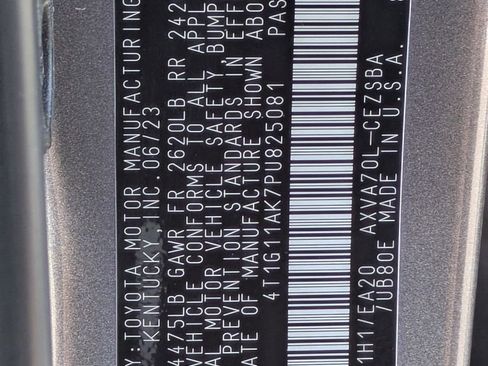 Y:TOYOTA MOTOR MANUFACTURING
KENTUCKY,INC. 06/23
4475LB GAWR FR 2620LB RR 242
VEHICLE CONFORMS TO ALL APPL
AL MOTOR VEHICLE SAFETY, BUMP
PREVENTION STANDARDS IN EFF
ATE OF MANUFACTURE SHOWN ABO
4T1G11AK7PU825081 PAS
1H1/EA20 AXVA70L-CEZSBA
7UB80E MADE IN U.S.A.